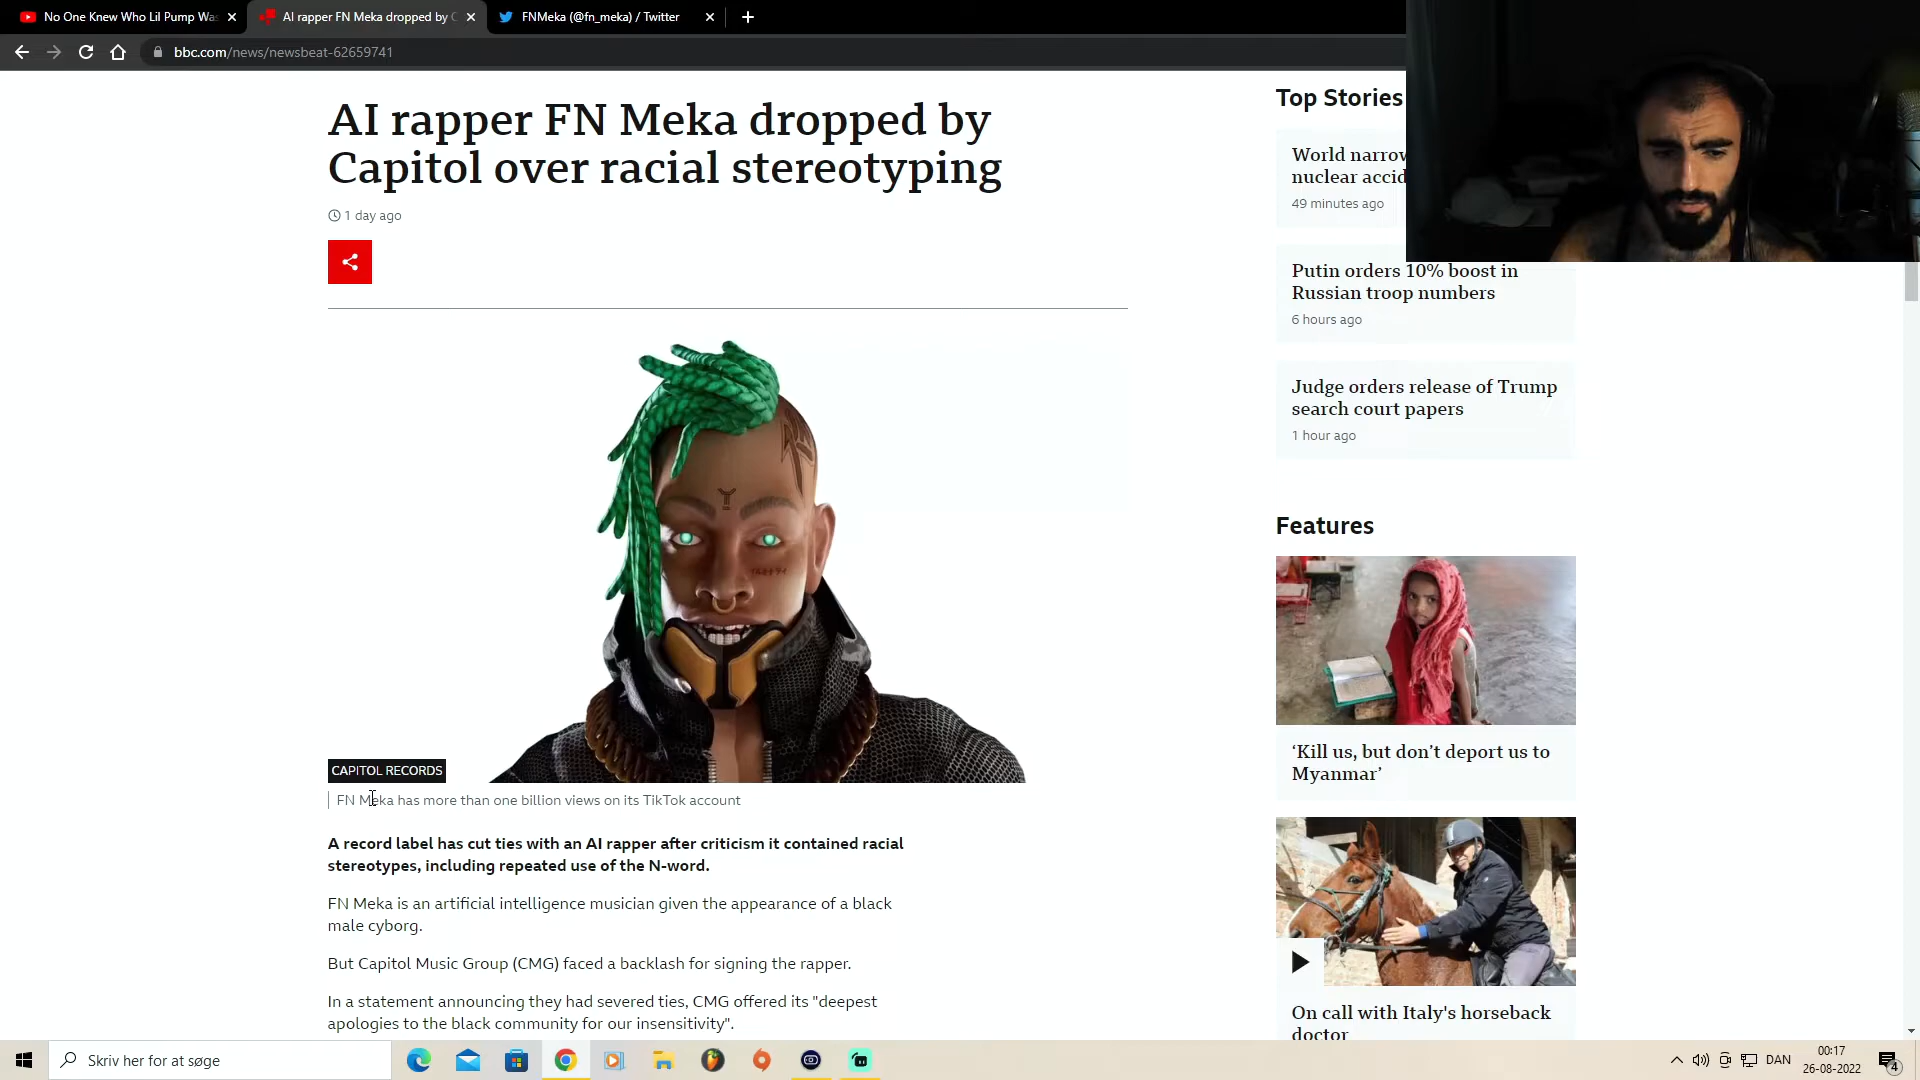 No One Knew Who Lil Pump Was
AI rapper FN Meka dropped by C
FNMeka (@fn_meka) / Twitter
bbc.com/news/newsbeat-62659741
AI rapper FN Meka dropped by
Capitol over racial stereotyping
1 day ago
CAPITOL RECORDS
FN Meka has more than one billion views on its TikTok account
A record label has cut ties with an AI rapper after criticism it contained racial
stereotypes, including repeated use of the N-word.
FN Meka is an artificial intelligence musician given the appearance of a black
male cyborg.
But Capitol Music Group (CMG) faced a backlash for signing the rapper.
In a statement announcing they had severed ties, CMG offered its "deepest
apologies to the black community for our insensitivity".
Top Stories
World narrow
nuclear accid
49 minutes ago
Putin orders 10% boost in
Russian troop numbers
6 hours ago
Judge orders release of Trump
search court papers
1 hour ago
Features
‘Kill us, but don’t deport us to
Myanmar’
On call with Italy's horseback
doctor
Skriv her for at søge
DAN
00:17
26-08-2022
4